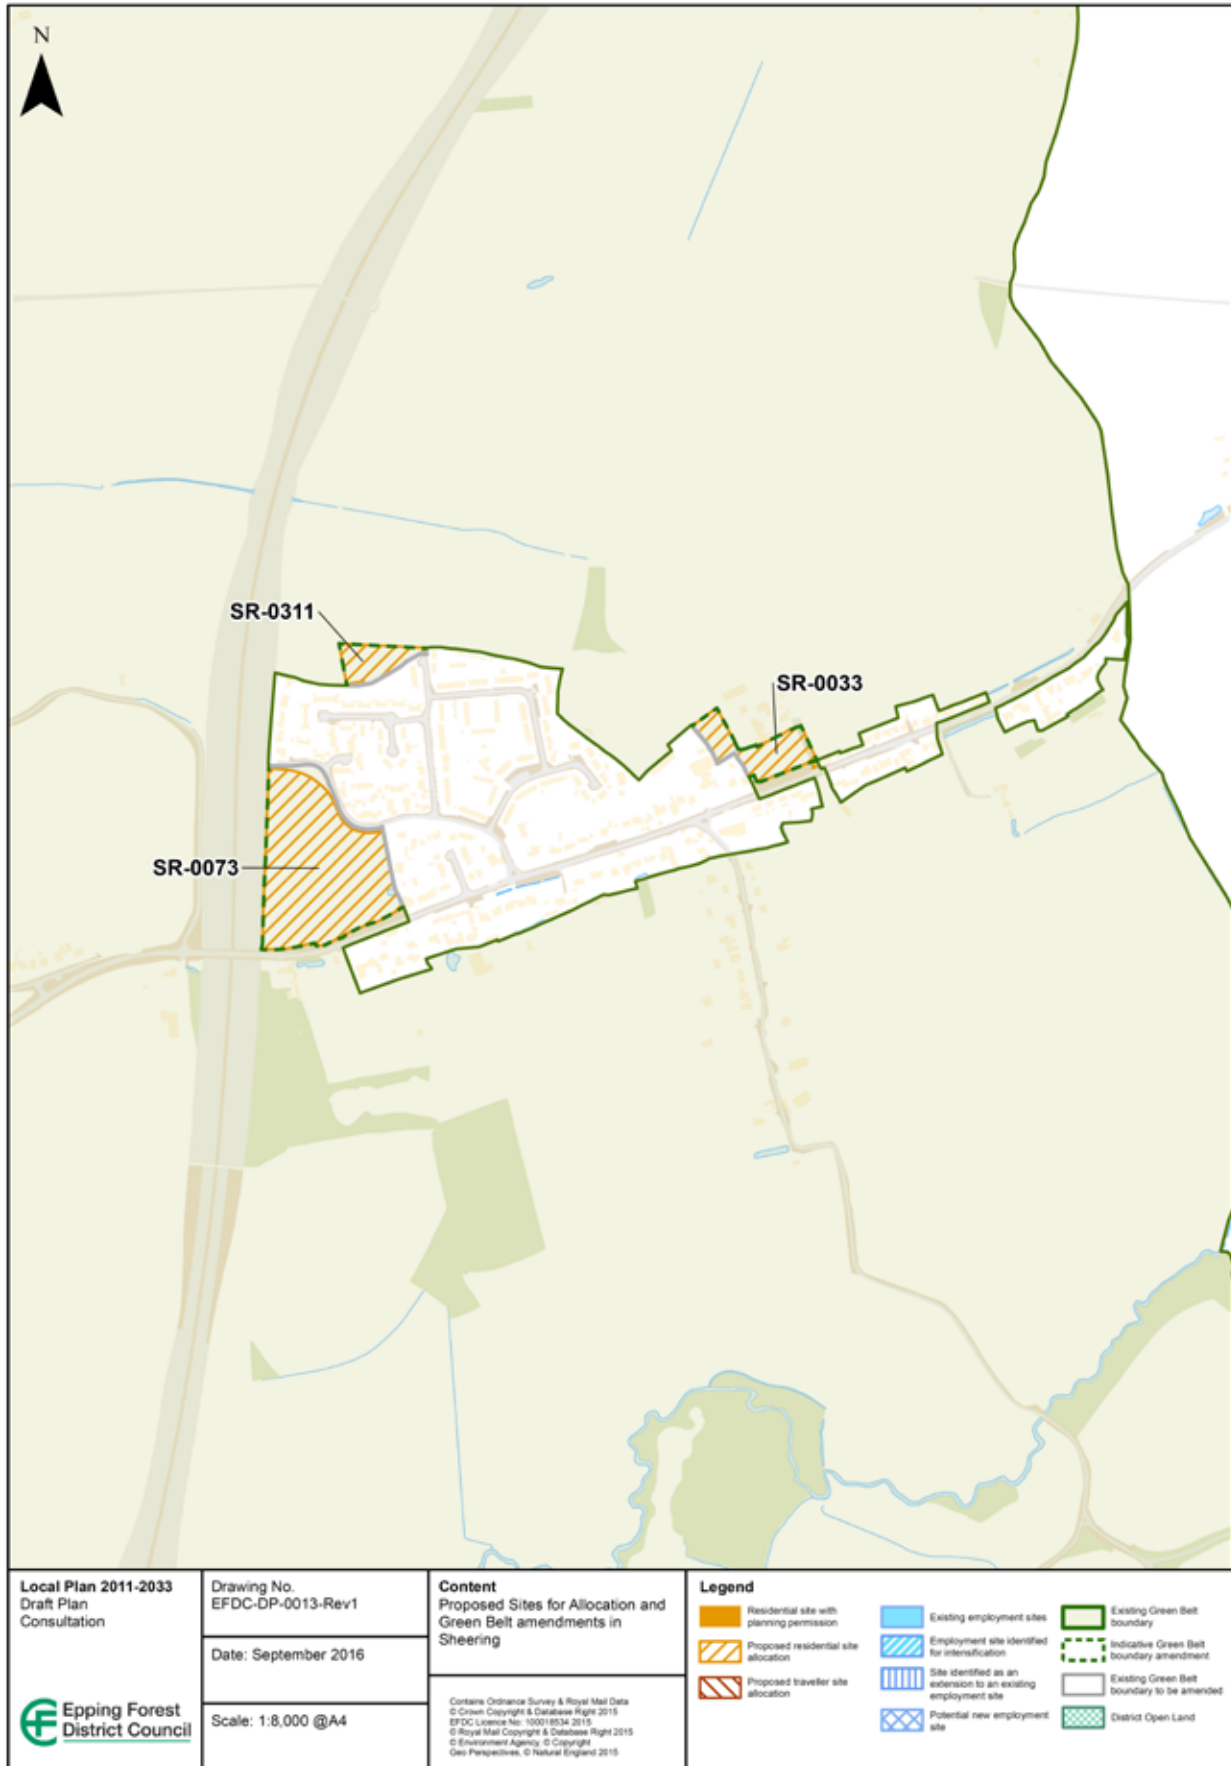 N
SR-0311
SR-0033
SR-0073
Local Plan 2011-2033
Draft Plan
Consultation
Epping Forest
District Council
Drawing No.
EFDC-DP-0013-Rev1
Date: September 2016
Scale: 1:8,000 @A4
Content
Proposed Sites for Allocation and
Green Belt amendments in
Sheering
Contains Ordnance Survey & Royal Mail Data
© Crown Copyright & Database Right 2015
EFDC Licence No: 100018534 2015
© Royal Mail Copyright & Database Right 2015
© Environment Agency, © Copyright
Geo Perspectives, © Natural England 2015
Legend
Residential site with
planning permission
Proposed residential site
allocation
Proposed traveller site
allocation
Existing employment sites
Employment site identified
for intensification
Site identified as an
extension to an existing
employment site
Potential new employment
site
Existing Green Belt
boundary
Indicative Green Belt
boundary amendment
Existing Green Belt
boundary to be amended
District Open Land